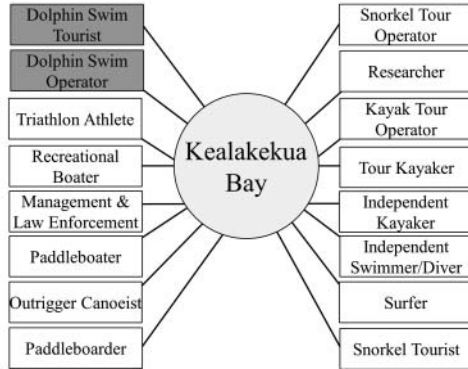 Dolphin Swim
Tourist
Dolphin Swim
Operator
Triathlon Athlete
Recreational
Boater
Management &
Law Enforcement
Paddleboater
Outrigger Canoeist
Paddleboarder
Kealakekua
Bay
Snorkel Tour
Operator
Researcher
Kayak Tour
Operator
Tour Kayaker
Independent
Kayaker
Independent
Swimmer/Diver
Surfer
Snorkel Tourist